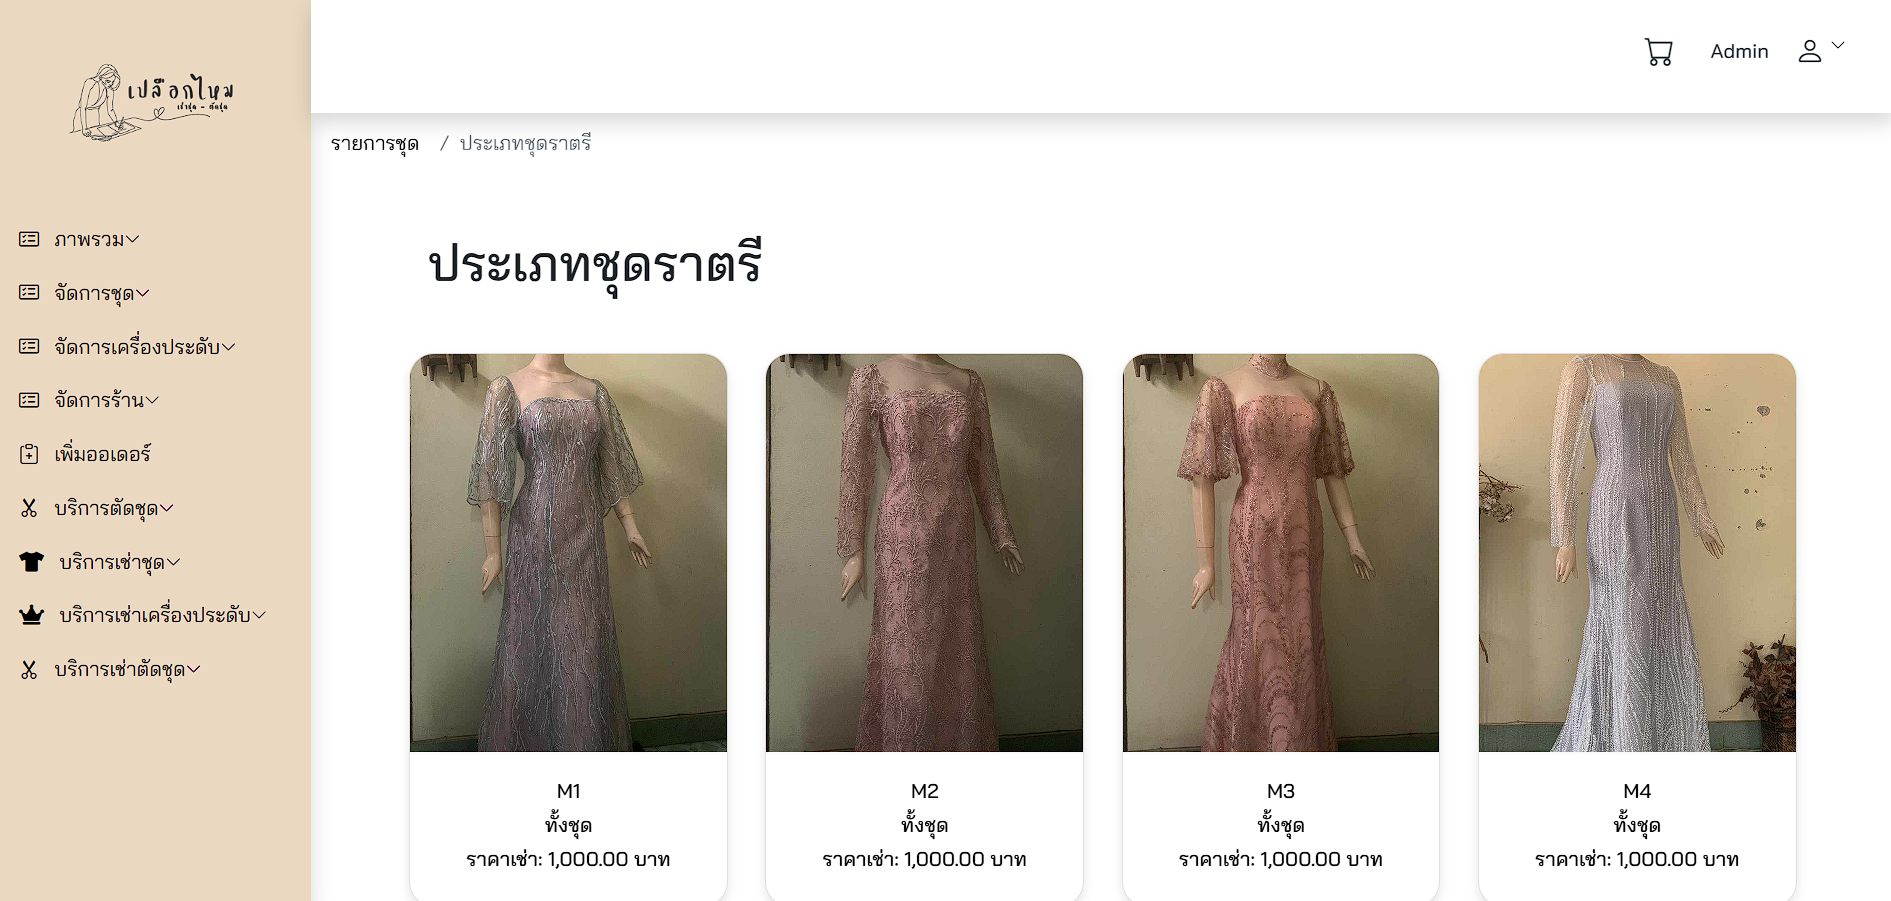 เปลือกไหม
เช่าชุด - ตัดชุด
Admin
รายการชุด / ประเภทชุดราตรี
ภาพรวม
จัดการชุด
จัดการเครื่องประดับ
จัดการร้าน
เพิ่มออเดอร์
บริการตัดชุด
บริการเช่าชุด
บริการเช่าเครื่องประดับ
บริการเช่าตัดชุด
ประเภทชุดราตรี
M1
ทั้งชุด
ราคาเช่า: 1,000.00 บาท
M2
ทั้งชุด
ราคาเช่า: 1,000.00 บาท
M3
ทั้งชุด
ราคาเช่า: 1,000.00 บาท
M4
ทั้งชุด
ราคาเช่า: 1,000.00 บาท